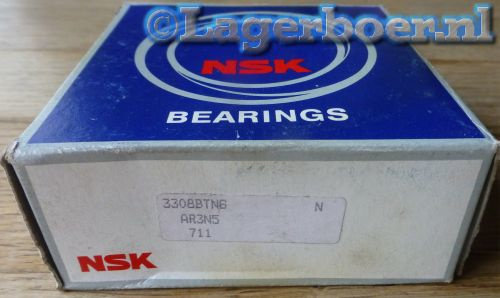 ©Lagerboer.nl
NSK
BEARINGS
3308BTN6 N
AR3N5
711
NSK